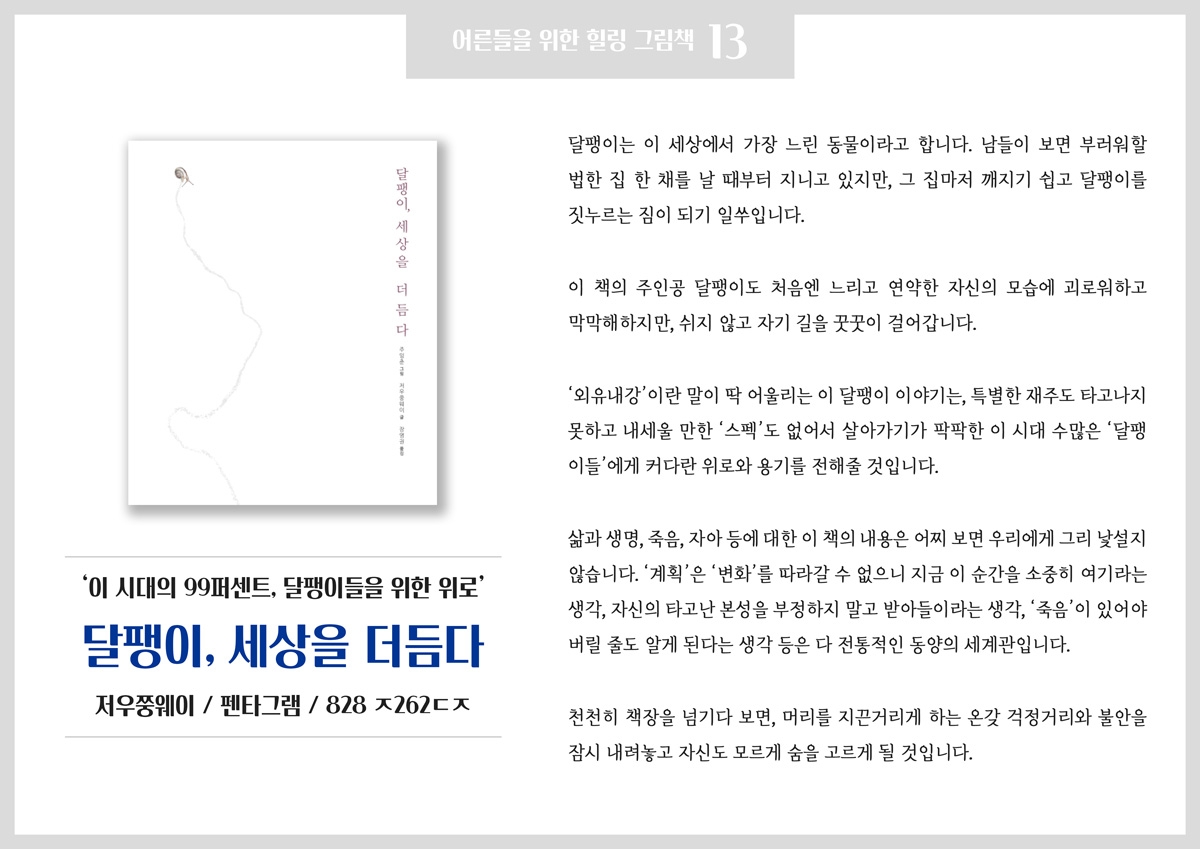 어른들을 위한 힐링 그림책 13
달팽이, 세상을 더듬다
주잉춘 그림 저우쭝웨이 글 장영권 옮김
‘이 시대의 99퍼센트, 달팽이들을 위한 위로’
달팽이, 세상을 더듬다
저우쭝웨이 / 펜타그램 / 828 ㅈ262ㄷㅈ
달팽이는 이 세상에서 가장 느린 동물이라고 합니다. 남들이 보면 부러워할
법한 집 한 채를 날 때부터 지니고 있지만, 그 집마저 깨지기 쉽고 달팽이를
짓누르는 짐이 되기 일쑤입니다.
이 책의 주인공 달팽이도 처음엔 느리고 연약한 자신의 모습에 괴로워하고
막막해하지만, 쉬지 않고 자기 길을 꿋꿋이 걸어갑니다.
‘외유내강’이란 말이 딱 어울리는 이 달팽이 이야기는, 특별한 재주도 타고나지
못하고 내세울 만한 ‘스펙’도 없어서 살아가기가 팍팍한 이 시대 수많은 ‘달팽
이들’에게 커다란 위로와 용기를 전해줄 것입니다.
삶과 생명, 죽음, 자아 등에 대한 이 책의 내용은 어찌 보면 우리에게 그리 낯설지
않습니다. ‘계획’은 ‘변화’를 따라갈 수 없으니 지금 이 순간을 소중히 여기라는
생각, 자신의 타고난 본성을 부정하지 말고 받아들이라는 생각, ‘죽음’이 있어야
버릴 줄도 알게 된다는 생각 등은 다 전통적인 동양의 세계관입니다.
천천히 책장을 넘기다 보면, 머리를 지끈거리게 하는 온갖 걱정거리와 불안을
잠시 내려놓고 자신도 모르게 숨을 고르게 될 것입니다.